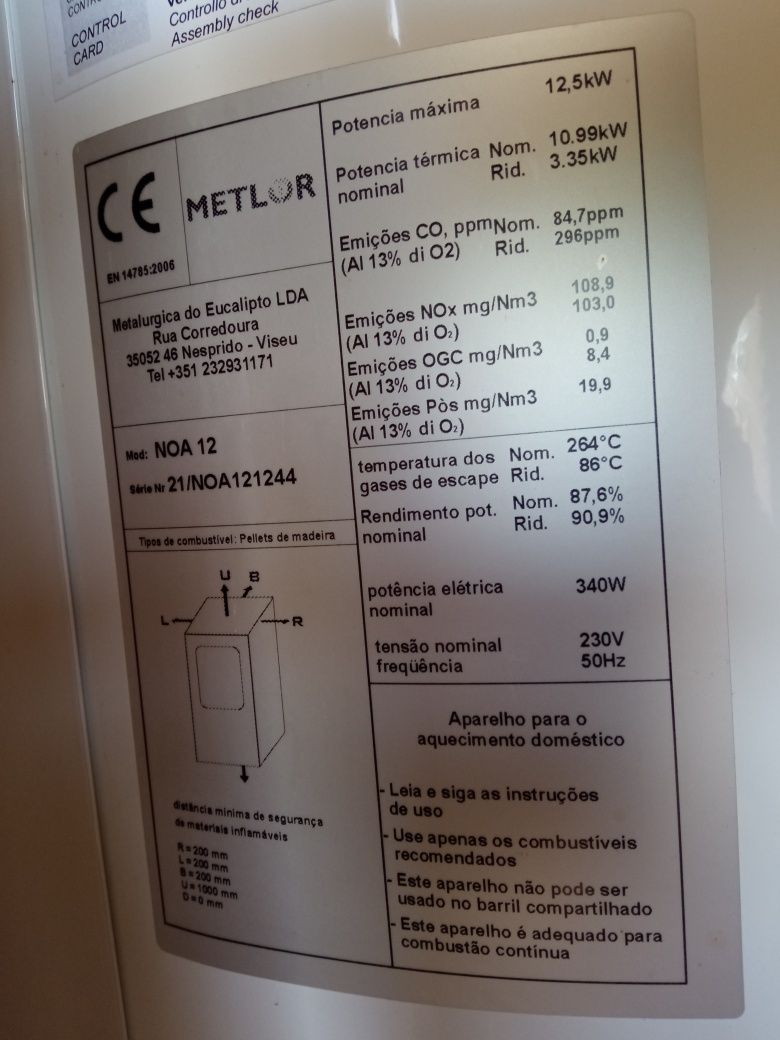 CONTROL
CARD
Controllo
Assembly check
CE
METLOR
EN 14785:2006
Metalurgica do Eucalipto LDA
Rua Corredoura
35052 46 Nesprido - Viseu
Tel +351 232931171
Mod: NOA 12
Série Nr 21/NOA121244
Tipos de combustível: Pellets de madeira
U B
L R
distância minima de segurança
de materiais inflamáveis
R = 200 mm
L = 200 mm
B = 200 mm
U = 1000 mm
D = 0 mm
Potencia máxima 12,5kW
Potencia térmica Nom. 10.99kW
nominal Rid. 3.35kW
Emições CO, ppm Nom. 84,7ppm
(Al 13% di O2) Rid. 296ppm
Emições NOx mg/Nm3 108,9
(Al 13% di O₂) 103,0
Emições OGC mg/Nm3 0,9
(Al 13% di O₂) 8,4
Emições Pòs mg/Nm3 19,9
(Al 13% di O₂)
temperatura dos Nom. 264°C
gases de escape Rid. 86°C
Rendimento pot. Nom. 87,6%
nominal Rid. 90,9%
potência elétrica 340W
nominal
tensão nominal 230V
freqüência 50Hz
Aparelho para o
aquecimento doméstico
- Leia e siga as instruções
de uso
- Use apenas os combustíveis
recomendados
- Este aparelho não pode ser
usado no barril compartilhado
- Este aparelho é adequado para
combustão contínua